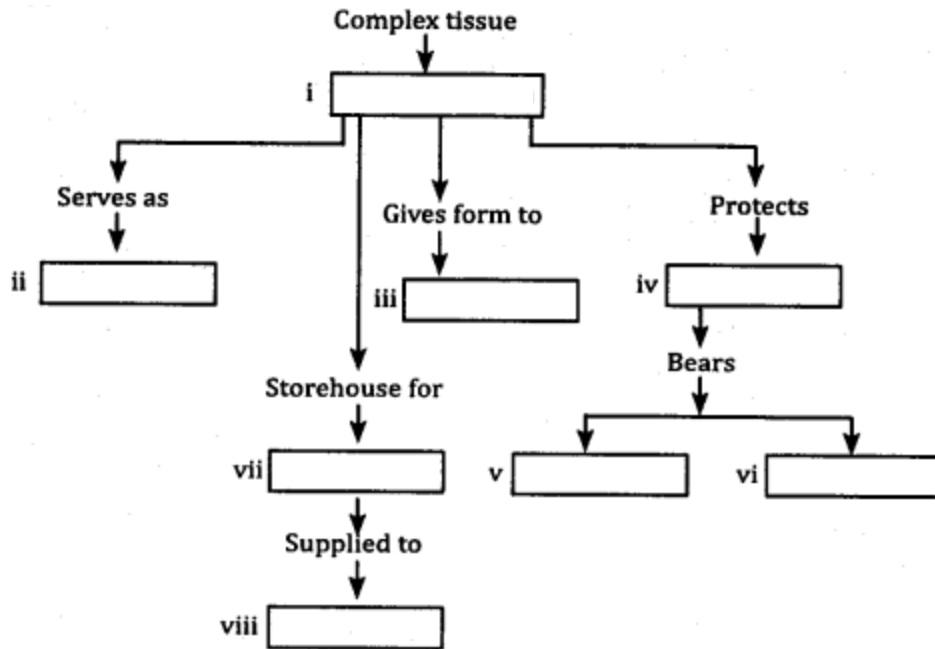 Complex tissue
i
Serves as
Gives form to
Protects
ii
iii
iv
Bears
Storehouse for
vii
v
vi
Supplied to
viii